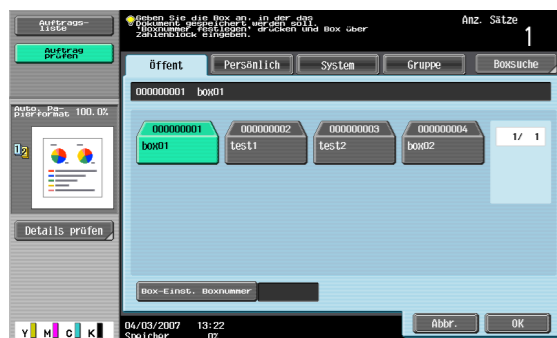 Auftrags-
liste
Auftrag
prüfen
Geben Sie die Box an, in der das
Dokument gespeichert werden soll.
'Boxnummer festlegen' drücken und Box über
Zahlenblock eingeben.
Anz. Sätze
1
Öffent
Persönlich
System
Gruppe
Boxsuche
000000001 box01
Auto. Pa-
pierformat 100.0%
1 2
000000001
box01
000000002
test1
000000003
test2
000000004
box02
1/ 1
Details prüfen
Box-Einst. Boxnummer
Y M C K
04/03/2007 13:22
Speicher 0%
Abbr.
OK